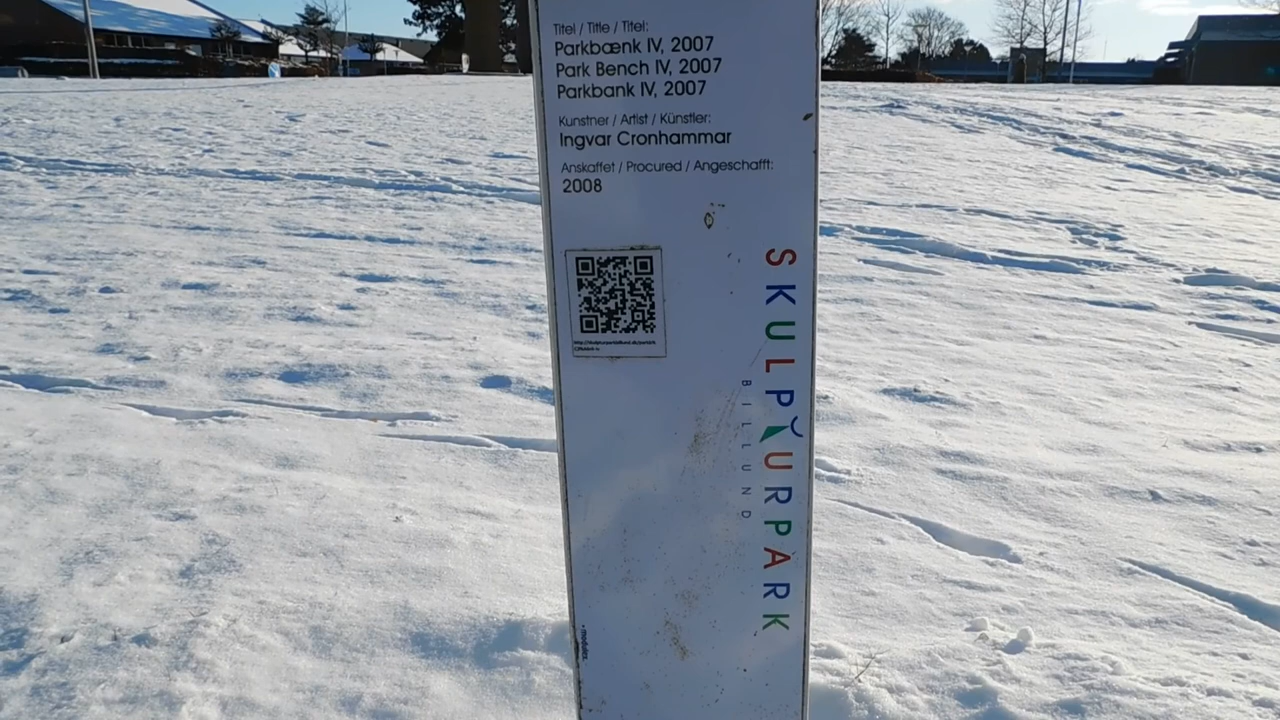 Titel / Title / Titel:
Parkbænk IV, 2007
Park Bench IV, 2007
Parkbank IV, 2007
Kunstner / Artist / Künstler:
Ingvar Cronhammar
Anskaffet / Procured / Angeschafft:
2008
SKULPTURPARK
BILLUND
modulex